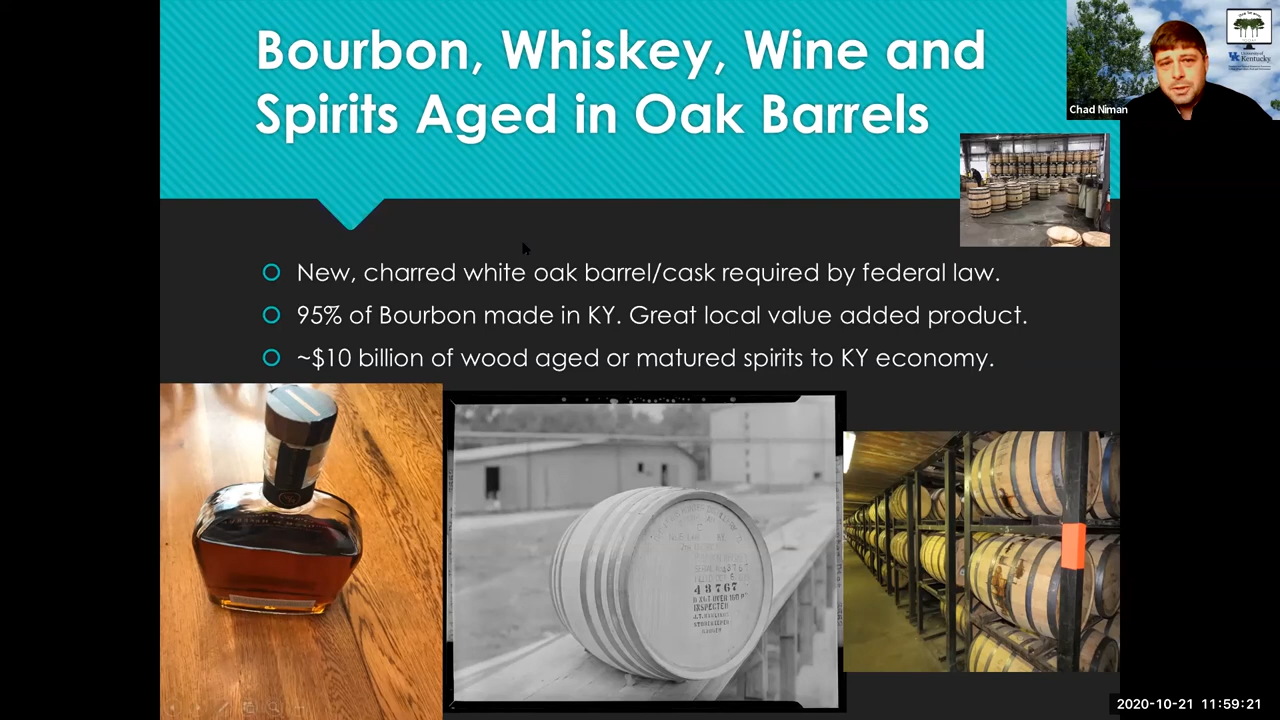 Bourbon, Whiskey, Wine and
Spirits Aged in Oak Barrels
Chad Niman
Kentucky
New, charred white oak barrel/cask required by federal law.
95% of Bourbon made in KY. Great local value added product.
~$10 billion of wood aged or matured spirits to KY economy.
48767
INSPECTED
2020-10-21 11:59:21